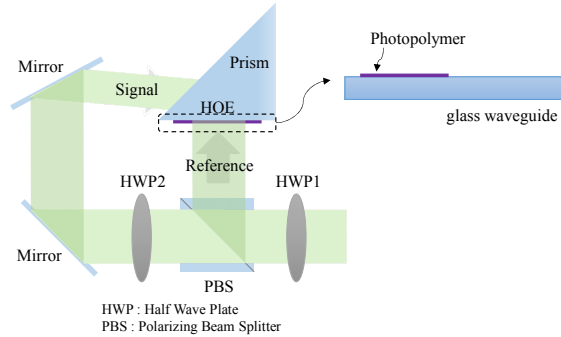 Mirror
Signal
Prism
HOE
Photopolymer
glass waveguide
Reference
HWP2
HWP1
Mirror
PBS
HWP : Half Wave Plate
PBS : Polarizing Beam Splitter